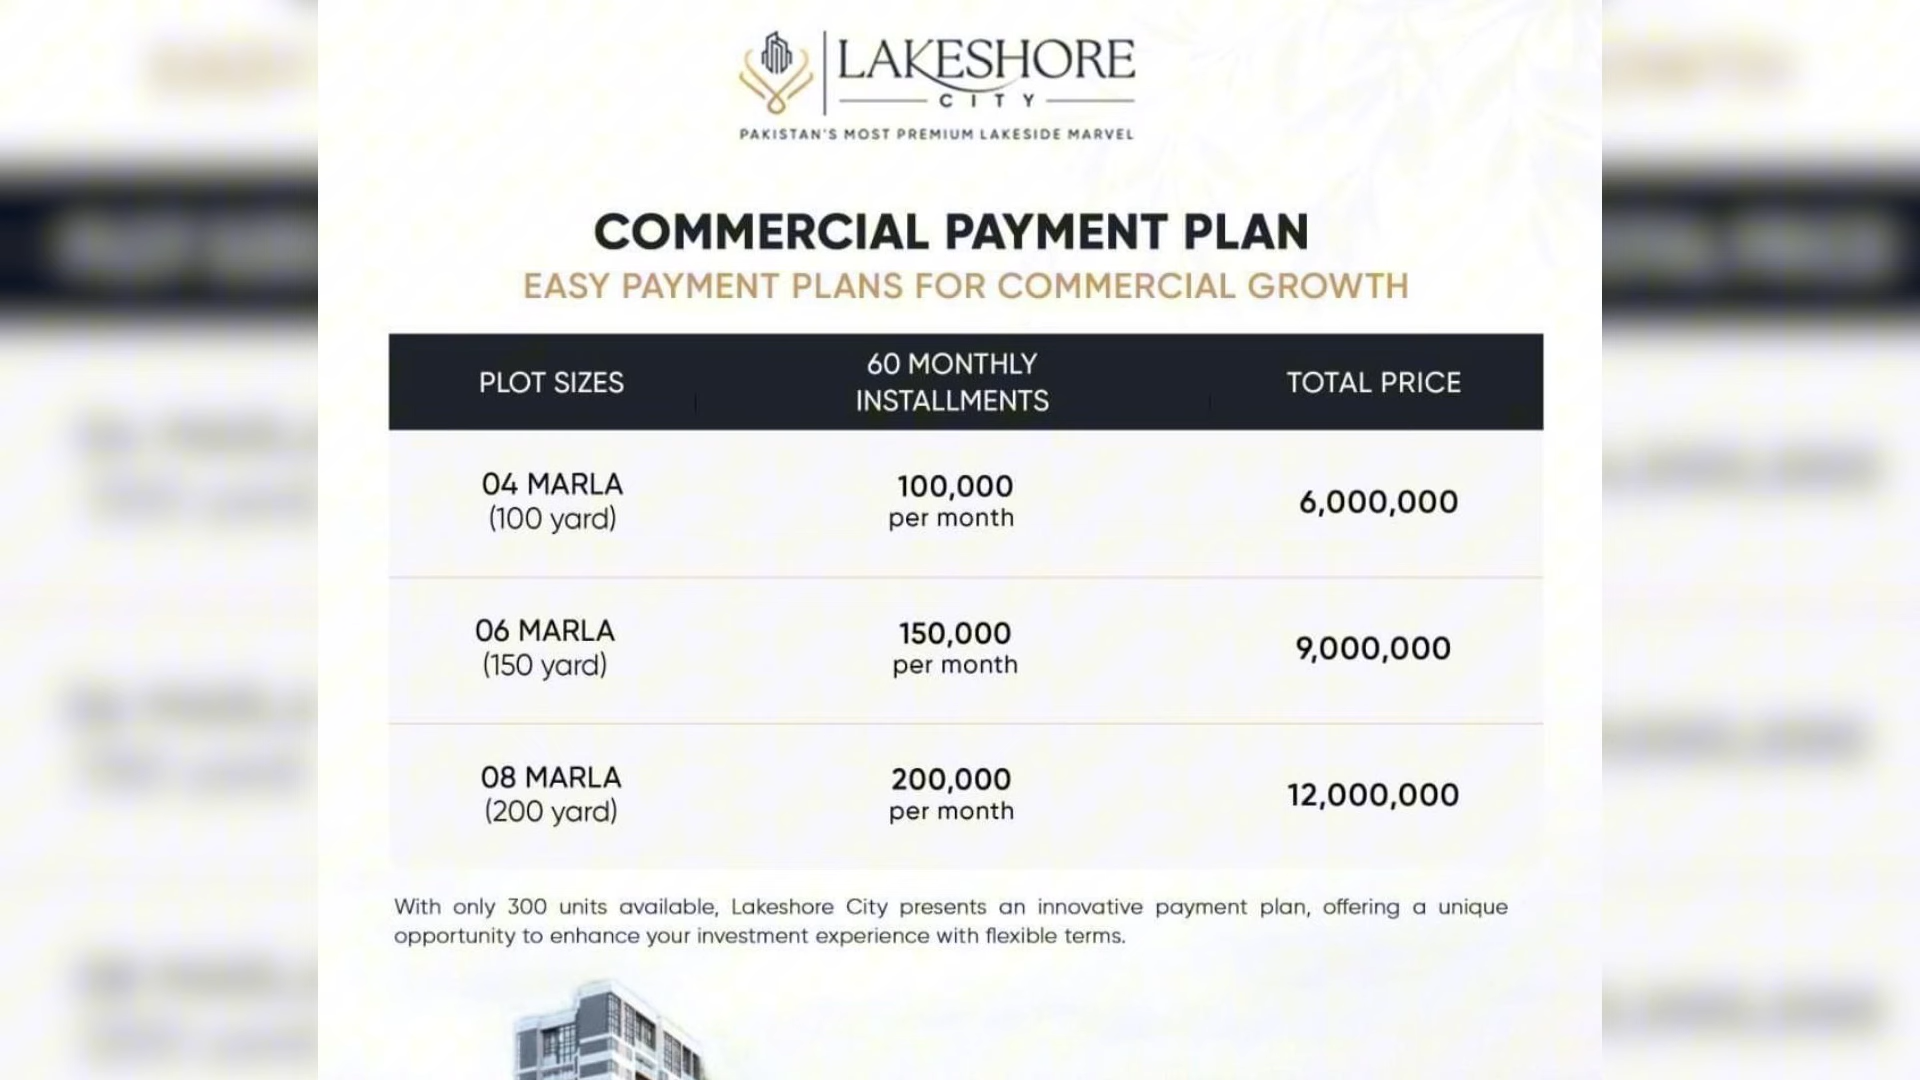 LAKESHORE
CITY
PAKISTAN'S MOST PREMIUM LAKESIDE MARVEL
COMMERCIAL PAYMENT PLAN
EASY PAYMENT PLANS FOR COMMERCIAL GROWTH
PLOT SIZES
60 MONTHLY
INSTALLMENTS
TOTAL PRICE
04 MARLA
(100 yard)
100,000
per month
6,000,000
06 MARLA
(150 yard)
150,000
per month
9,000,000
08 MARLA
(200 yard)
200,000
per month
12,000,000
With only 300 units available, Lakeshore City presents an innovative payment plan, offering a unique
opportunity to enhance your investment experience with flexible terms.